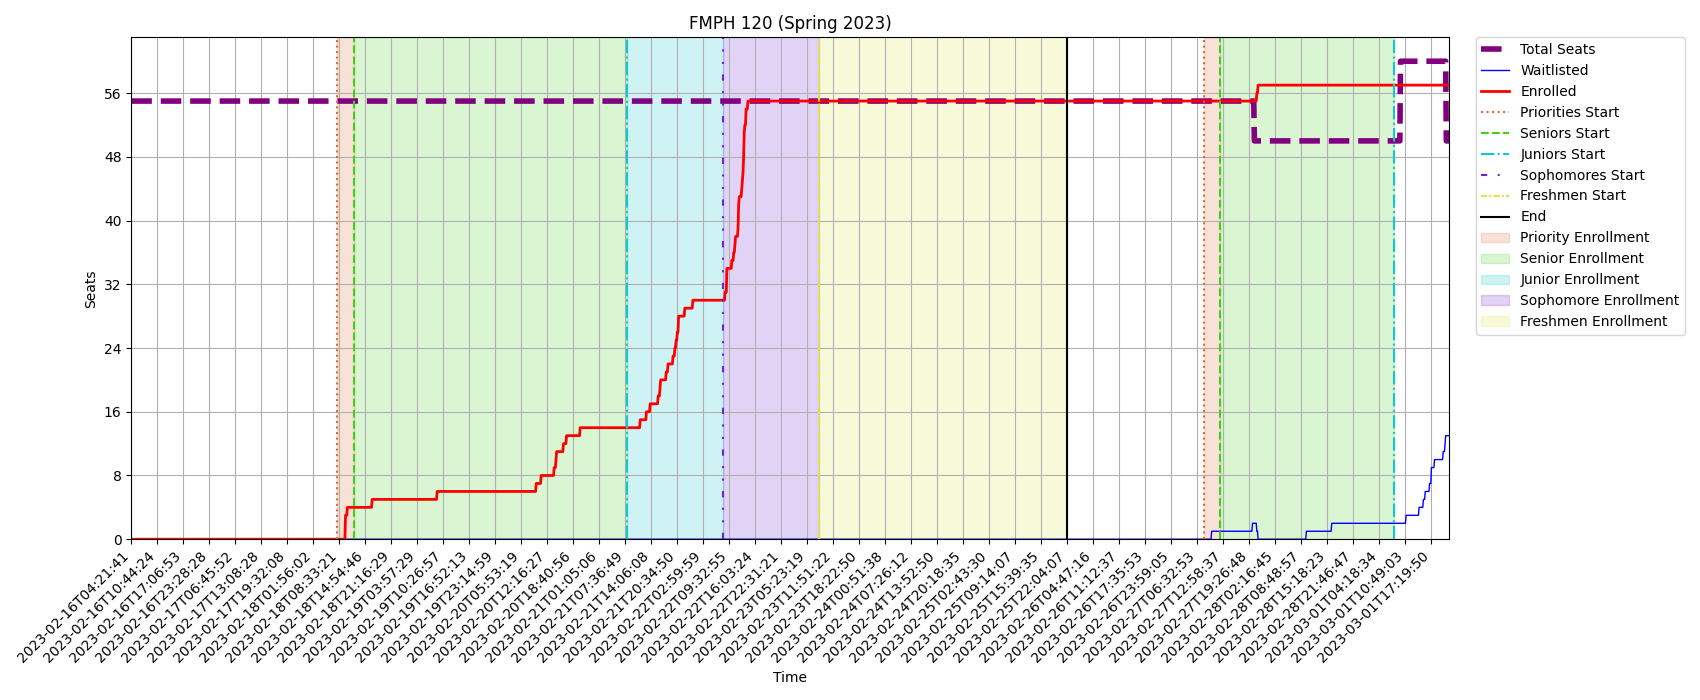 FMPH 120 (Spring 2023)
Seats
56
48
40
32
24
16
8
0
2023-02-16T04:21:41
2023-02-16T10:44:24
2023-02-16T17:06:53
2023-02-16T23:28:28
2023-02-17T06:45:52
2023-02-17T13:08:28
2023-02-17T19:32:08
2023-02-18T01:56:02
2023-02-18T08:33:21
2023-02-18T14:54:46
2023-02-18T21:16:29
2023-02-19T03:57:29
2023-02-19T10:26:57
2023-02-19T16:52:13
2023-02-19T23:14:59
2023-02-20T05:53:19
2023-02-20T12:16:27
2023-02-20T18:40:56
2023-02-21T01:05:06
2023-02-21T07:36:49
2023-02-21T14:06:08
2023-02-21T20:34:50
2023-02-22T02:59:59
2023-02-22T09:32:55
2023-02-22T16:03:24
2023-02-22T22:31:21
2023-02-23T05:23:19
2023-02-23T11:51:22
2023-02-23T18:22:50
2023-02-24T00:51:38
2023-02-24T07:26:12
2023-02-24T13:52:50
2023-02-24T20:18:35
2023-02-25T02:43:30
2023-02-25T09:14:07
2023-02-25T15:39:35
2023-02-25T22:04:07
2023-02-26T04:47:16
2023-02-26T11:12:37
2023-02-26T17:35:53
2023-02-26T23:59:05
2023-02-27T06:32:53
2023-02-27T12:58:37
2023-02-27T19:26:48
2023-02-28T02:16:45
2023-02-28T08:48:57
2023-02-28T15:18:23
2023-02-28T21:46:47
2023-03-01T04:18:34
2023-03-01T10:49:03
2023-03-01T17:19:50
Time
Total Seats
Waitlisted
Enrolled
Priorities Start
Seniors Start
Juniors Start
Sophomores Start
Freshmen Start
End
Priority Enrollment
Senior Enrollment
Junior Enrollment
Sophomore Enrollment
Freshmen Enrollment